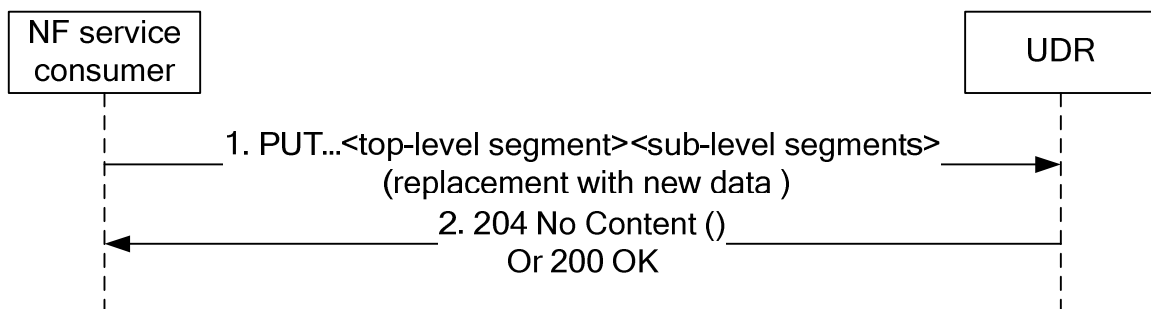 NF service
consumer
UDR
1. PUT...<top-level segment><sub-level segments>
(replacement with new data )
2. 204 No Content ()
Or 200 OK